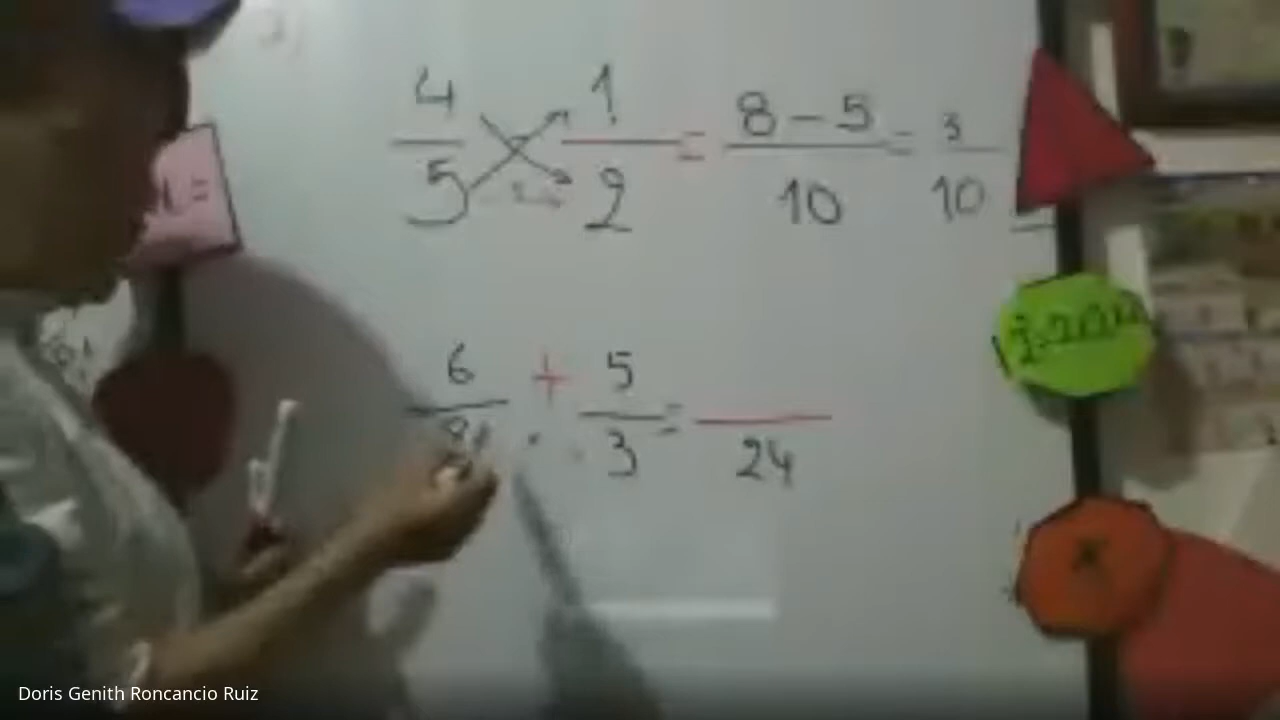 4/5 1/2 = 8-5/10 = 3/10
6/8 + 5/3 = /24
x
Doris Genith Roncancio Ruiz